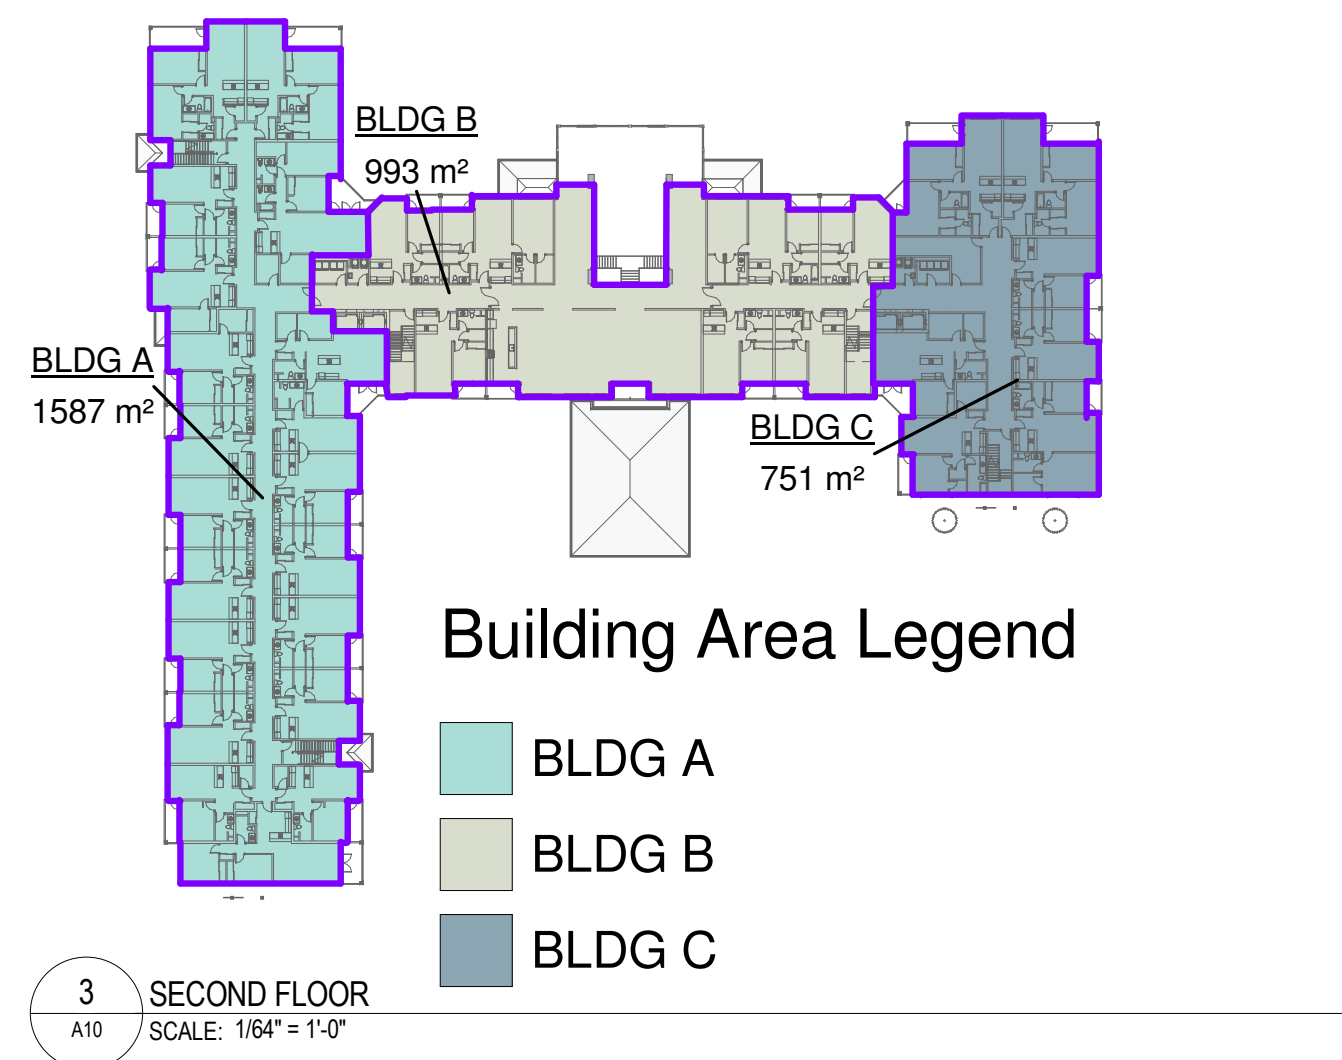 BLDG B
993 m²
BLDG A
1587 m²
BLDG C
751 m²
Building Area Legend
BLDG A
BLDG B
BLDG C
3
A10
SECOND FLOOR
SCALE: 1/64" = 1'-0"